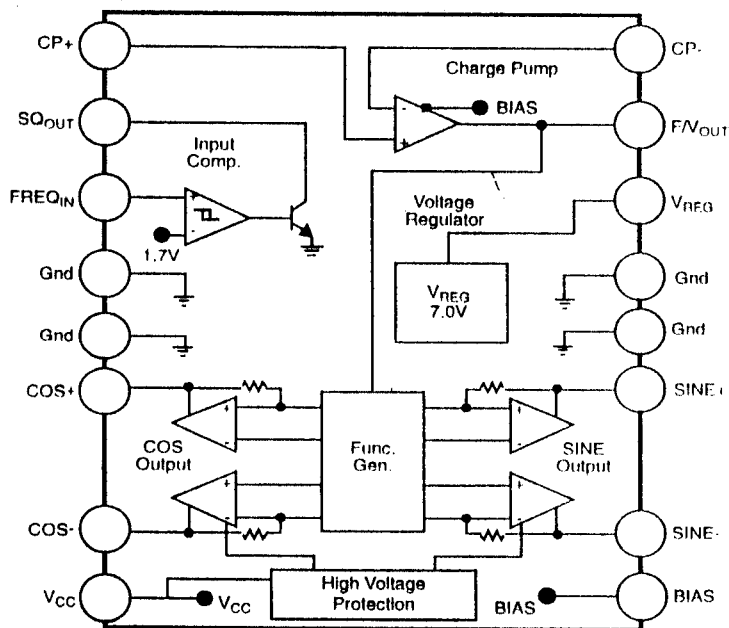 CP+
CP-
Charge Pump
BIAS
-
+
SQOUT
F/VOUT
Input
Comp.
FREQIN
+
-
1.7V
Voltage
Regulator
VREG
VREG
7.0V
Gnd
Gnd
Gnd
Gnd
COS+
SINE+
+
-
+
-
COS
Output
Func.
Gen.
SINE
Output
+
-
+
-
COS-
SINE-
High Voltage
Protection
VCC
VCC
BIAS
BIAS